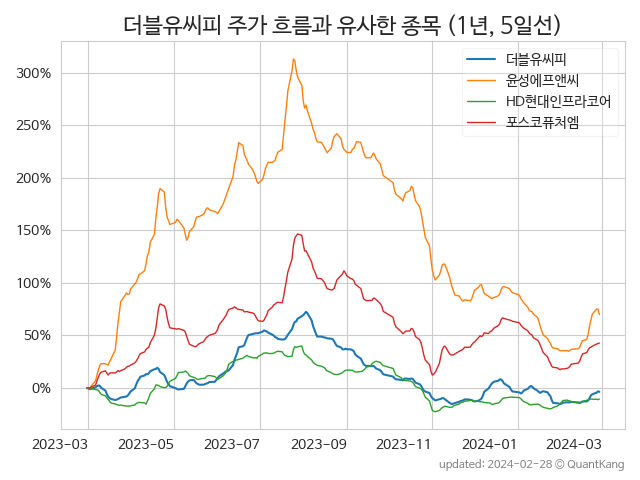 더블유씨피 주가 흐름과 유사한 종목 (1년, 5일선)
더블유씨피
윤성에프앤씨
HD현대인프라코어
포스코퓨처엠
300%
250%
200%
150%
100%
50%
0%
2023-03 2023-05 2023-07 2023-09 2023-11 2024-01 2024-03
updated: 2024-02-28 © QuantKang